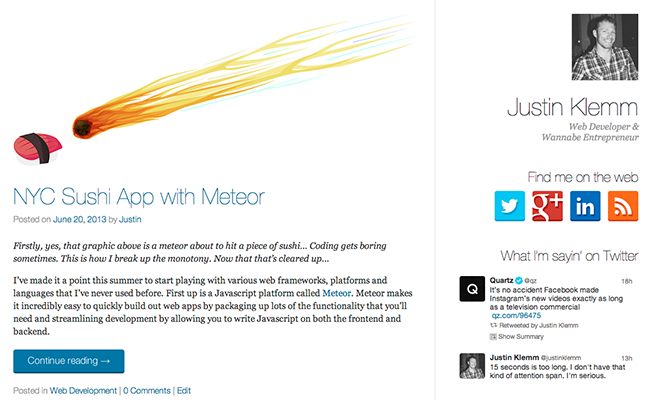 NYC Sushi App with Meteor
Posted on June 20, 2013 by Justin
Firstly, yes, that graphic above is a meteor about to hit a piece of sushi... Coding gets boring
sometimes. This is how I break up the monotony. Now that that's cleared up...
I've made it a point this summer to start playing with various web frameworks, platforms and
languages that I've never used before. First up is a Javascript platform called Meteor. Meteor makes
it incredibly easy to quickly build out web apps by packaging up lots of the functionality that you'll
need and streamlining development by allowing you to write Javascript on both the frontend and
backend.
Continue reading →
Posted in Web Development | 0 Comments | Edit
Justin Klemm
Web Developer &
Wannabe Entrepreneur
Find me on the web
g+
in
What I'm sayin' on Twitter
Q
Quartz @qz 18h
It's no accident Facebook made
Instagram's new videos exactly as long
as a television commercial
qz.com/96475
Retweeted by Justin Klemm
Show Summary
Justin Klemm @justinklemm 13h
15 seconds is too long. I don't have that
kind of attention span. I'm serious.